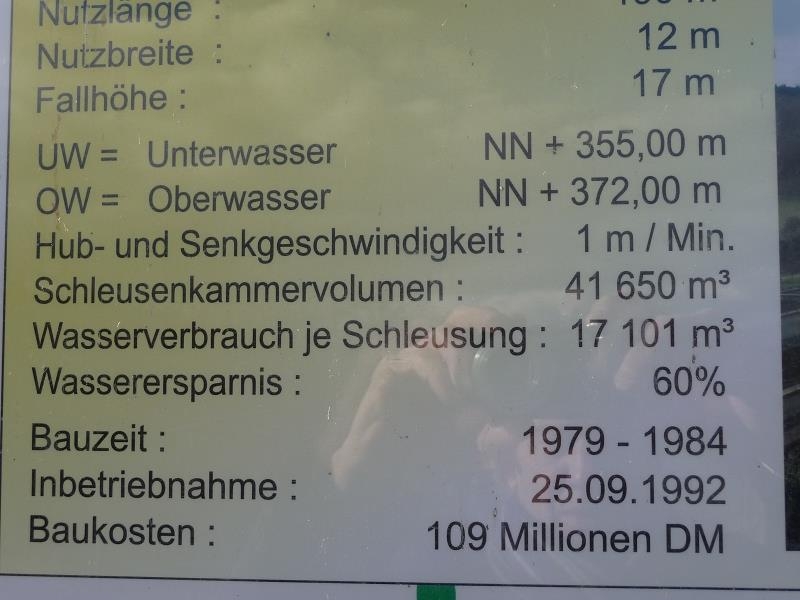 Nutzlänge :
Nutzbreite : 12 m
Fallhöhe : 17 m
UW = Unterwasser NN + 355,00 m
OW = Oberwasser NN + 372,00 m
Hub- und Senkgeschwindigkeit : 1 m / Min.
Schleusenkammervolumen : 41 650 m³
Wasserverbrauch je Schleusung : 17 101 m³
Wasserersparnis : 60%
Bauzeit : 1979 - 1984
Inbetriebnahme : 25.09.1992
Baukosten : 109 Millionen DM